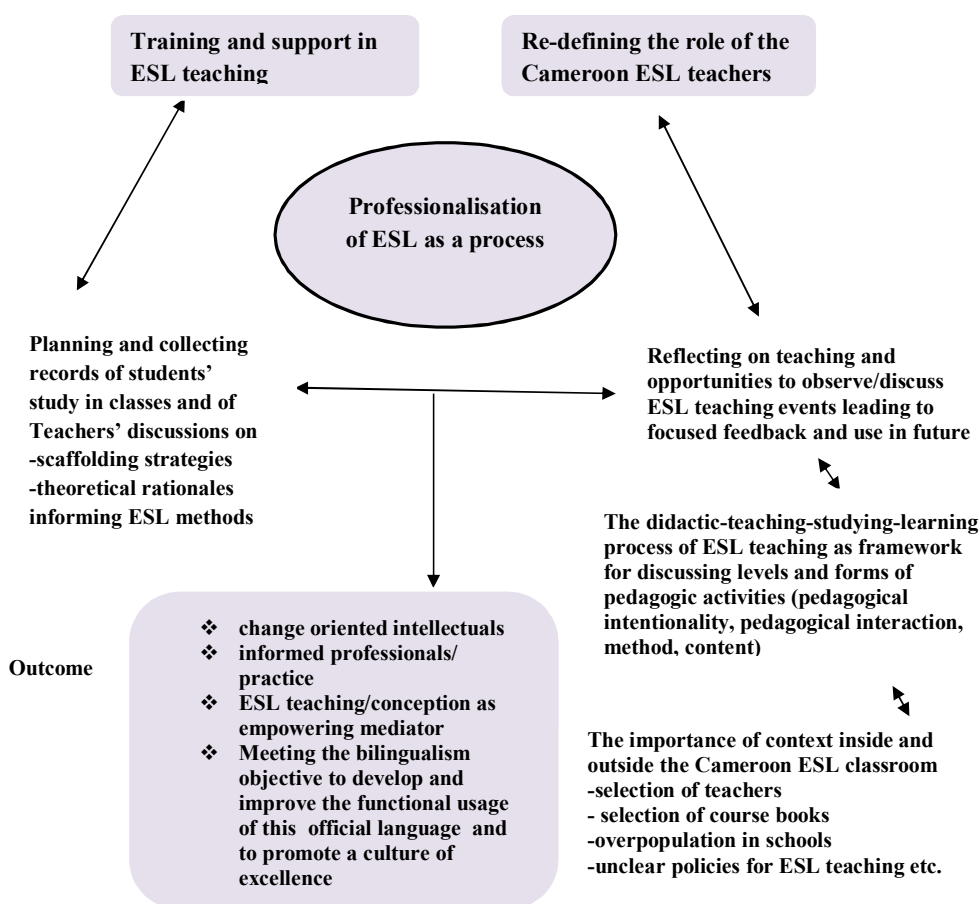 Training and support in
ESL teaching
Re-defining the role of the
Cameroon ESL teachers
Professionalisation
of ESL as a process
Planning and collecting
records of students’
study in classes and of
Teachers’ discussions on
-scaffolding strategies
-theoretical rationales
informing ESL methods
Reflecting on teaching and
opportunities to observe/discuss
ESL teaching events leading to
focused feedback and use in future
The didactic-teaching-studying-learning
process of ESL teaching as framework
for discussing levels and forms of
pedagogic activities (pedagogical
intentionality, pedagogical interaction,
method, content)
Outcome
❖ change oriented intellectuals
❖ informed professionals/
practice
❖ ESL teaching/conception as
empowering mediator
❖ Meeting the bilingualism
objective to develop and
improve the functional usage
of this official language and
to promote a culture of
excellence
The importance of context inside and
outside the Cameroon ESL classroom
-selection of teachers
- selection of course books
-overpopulation in schools
-unclear policies for ESL teaching etc.